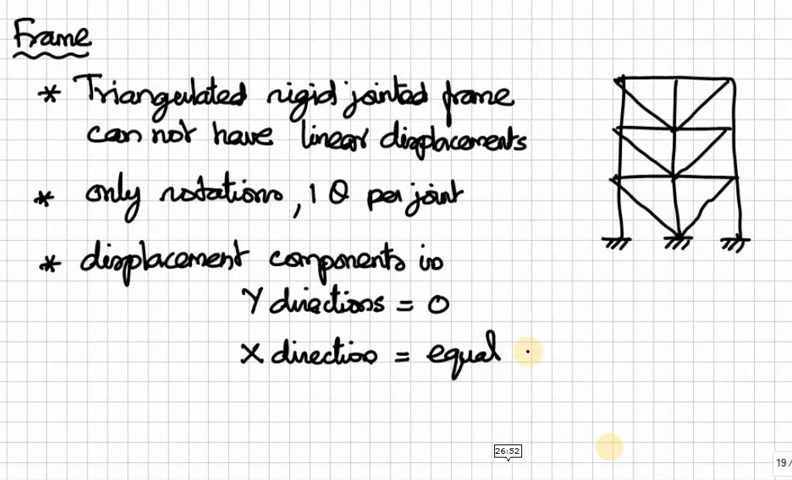 Frame
* Triangulated rigid jointed frame
can not have linear displacements
* only rotations, 1 θ per joint
* displacement components in
Y directions = 0
X direction = equal
26:52
19/